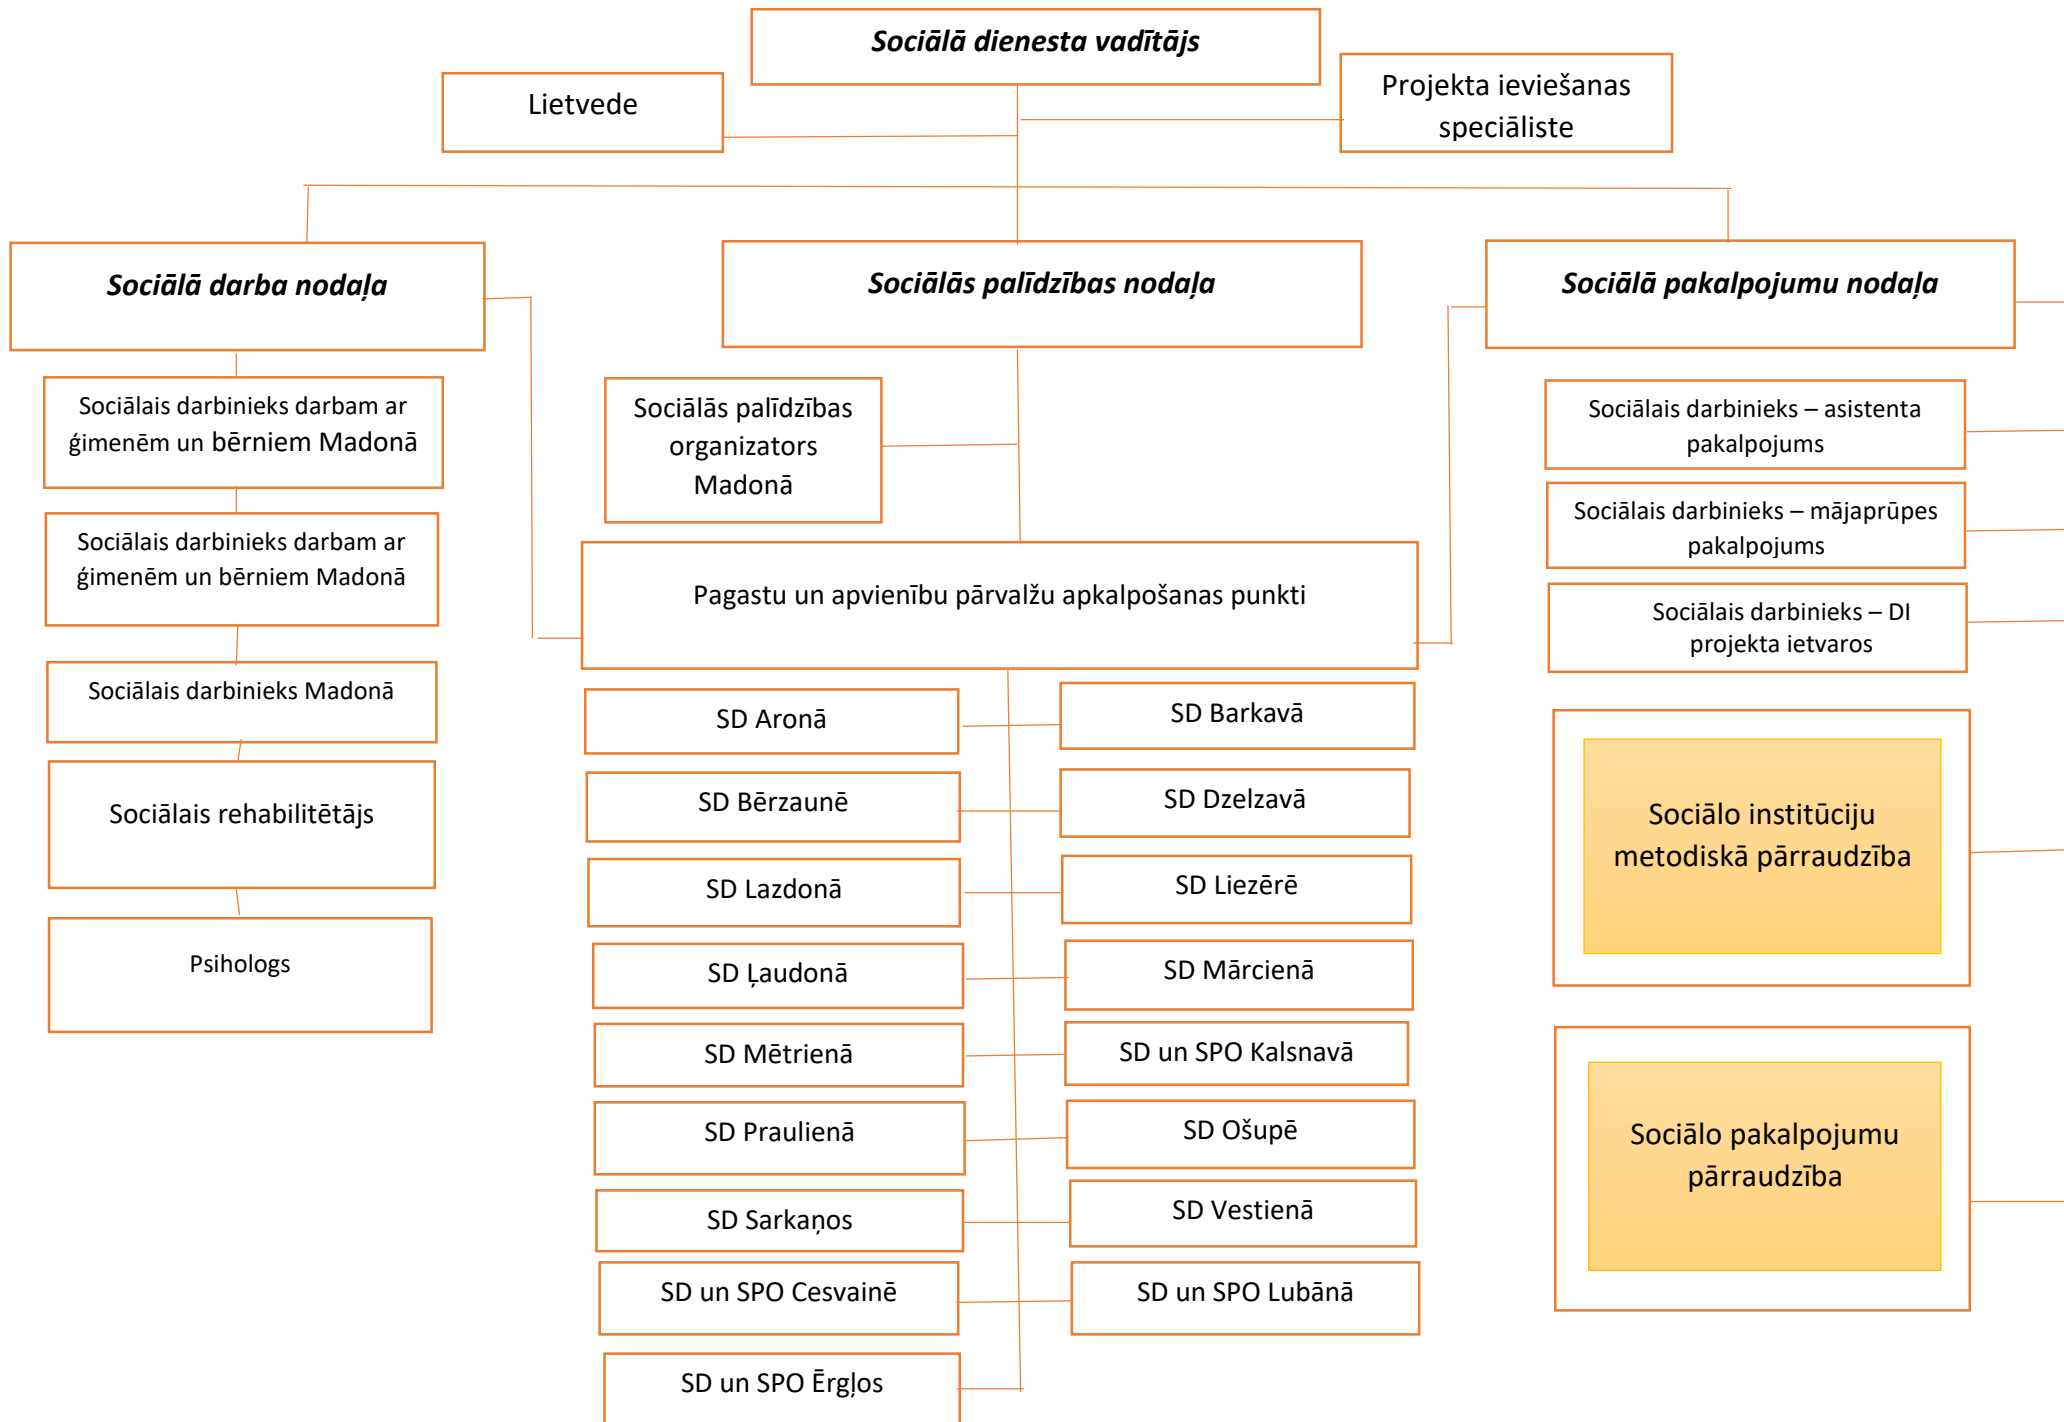 Sociālā dienesta vadītājs
Lietvede
Projekta ieviešanas
speciāliste
Sociālā darba nodaļa
Sociālās palīdzības nodaļa
Sociālā pakalpojumu nodaļa
Sociālais darbinieks darbam ar
ģimenēm un bērniem Madonā
Sociālais darbinieks darbam ar
ģimenēm un bērniem Madonā
Sociālais darbinieks Madonā
Sociālais rehabilitētājs
Psihologs
Sociālās palīdzības
organizators
Madonā
Pagastu un apvienību pārvalžu apkalpošanas punkti
SD Aronā
SD Barkavā
SD Bērzaunē
SD Dzelzavā
SD Lazdonā
SD Liezērē
SD Ļaudonā
SD Mārcienā
SD Mētrienā
SD un SPO Kalsnavā
SD Praulienā
SD Ošupē
SD Sarkaņos
SD Vestienā
SD un SPO Cesvainē
SD un SPO Lubānā
SD un SPO Ērgļos
Sociālais darbinieks – asistenta
pakalpojums
Sociālais darbinieks – mājaprūpes
pakalpojums
Sociālais darbinieks – DI
projekta ietvaros
Sociālo institūciju
metodiskā pārraudzība
Sociālo pakalpojumu
pārraudzība